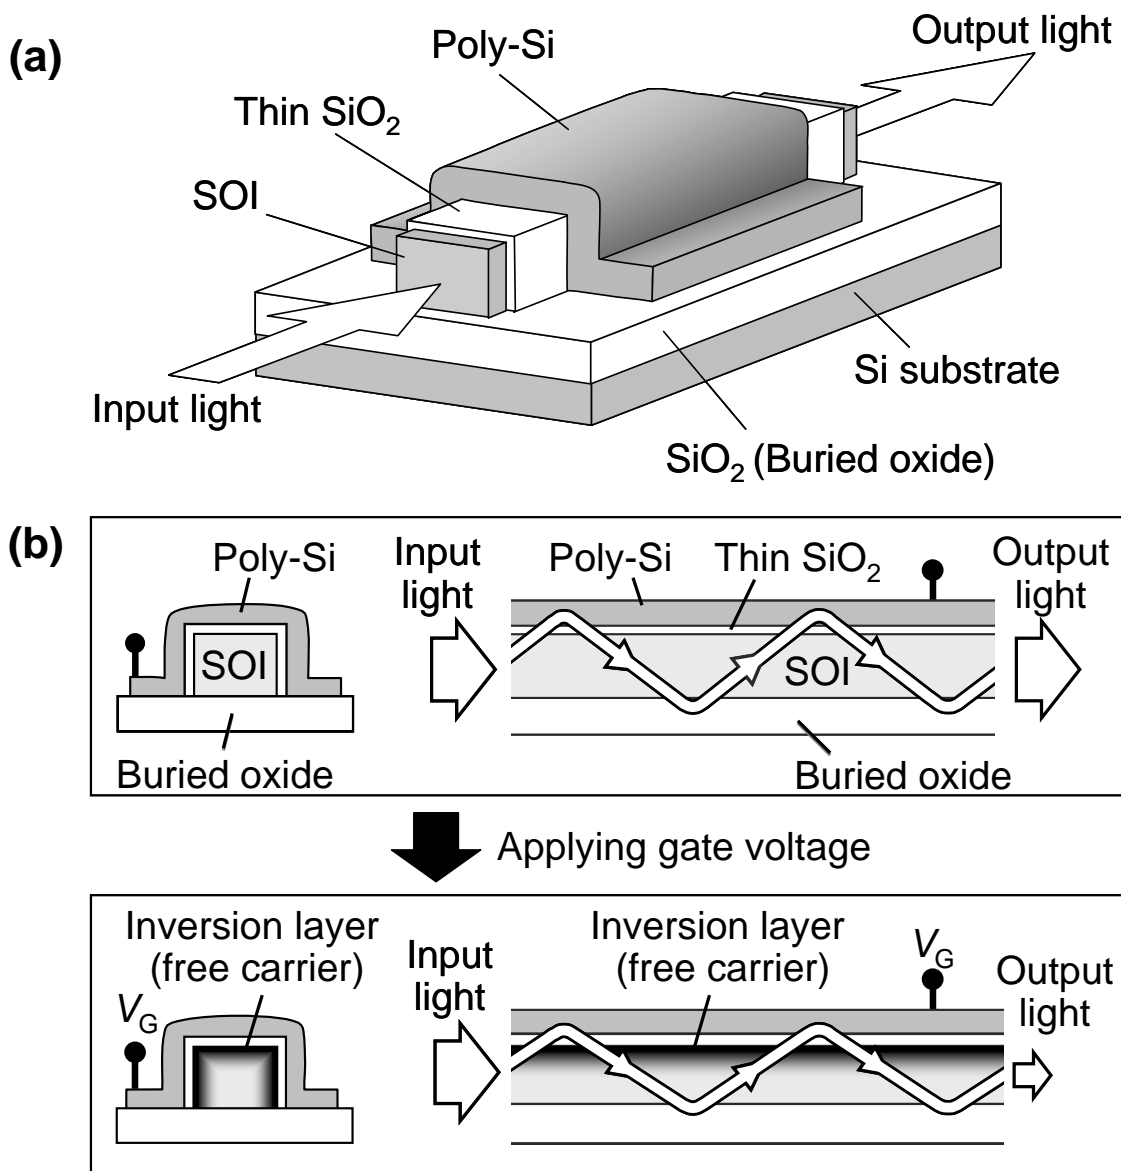 (a)
Poly-Si
Output light
Thin SiO₂
SOI
Input light
Si substrate
SiO₂ (Buried oxide)
(b)
Poly-Si
SOI
Buried oxide
Input
light
Poly-Si
Thin SiO₂
SOI
Buried oxide
Output
light
Applying gate voltage
Inversion layer
(free carrier)
V_G
Input
light
Inversion layer
(free carrier)
V_G
Output
light